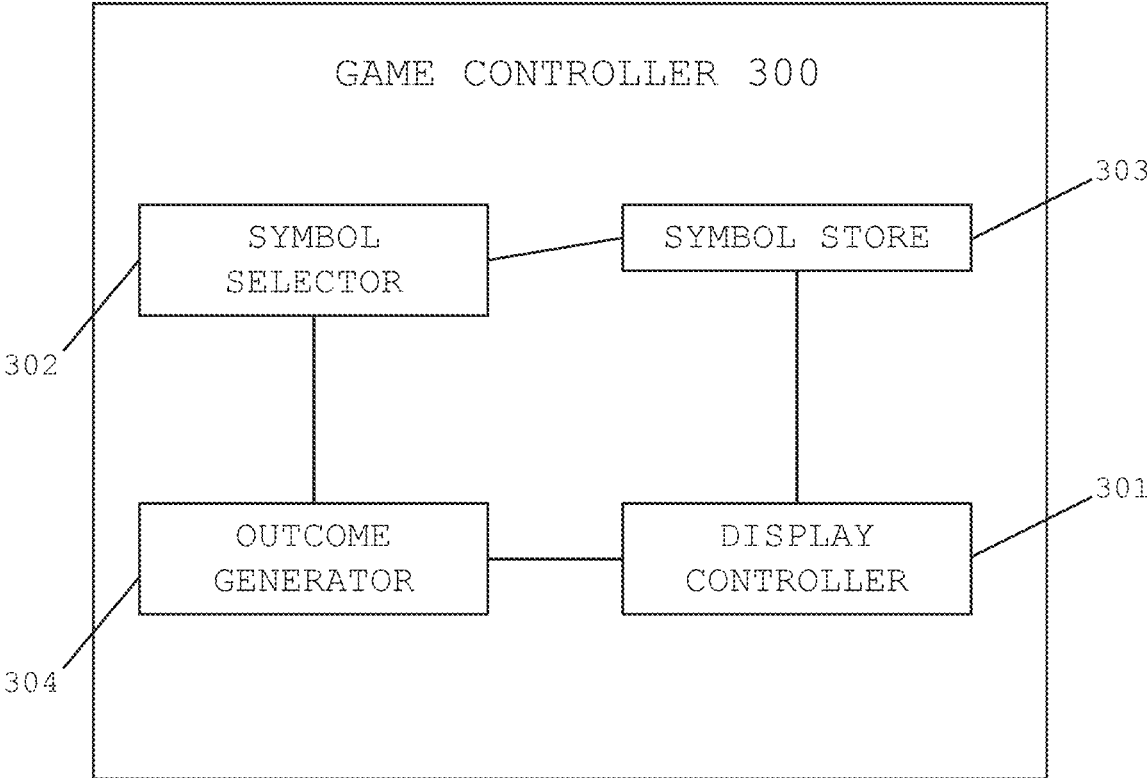 GAME CONTROLLER 300
303
SYMBOL
SELECTOR
SYMBOL STORE
302
301
OUTCOME
GENERATOR
DISPLAY
CONTROLLER
304